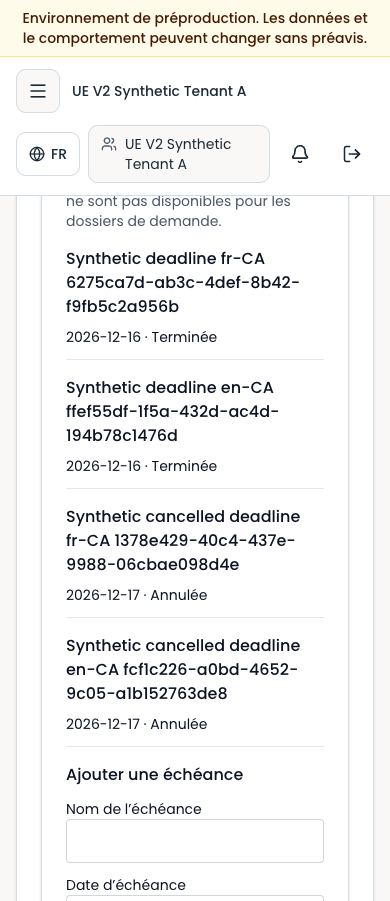 Environnement de préproduction. Les données et
le comportement peuvent changer sans préavis.
UE V2 Synthetic Tenant A
FR
UE V2 Synthetic
Tenant A
ne sont pas disponibles pour les
dossiers de demande.
Synthetic deadline fr-CA
6275ca7d-ab3c-4def-8b42-
f9fb5c2a956b
2026-12-16 · Terminée
Synthetic deadline en-CA
ffef55df-1f5a-432d-ac4d-
194b78c1476d
2026-12-16 · Terminée
Synthetic cancelled deadline
fr-CA 1378e429-40c4-437e-
9988-06cbae098d4e
2026-12-17 · Annulée
Synthetic cancelled deadline
en-CA fcf1c226-a0bd-4652-
9c05-a1b152763de8
2026-12-17 · Annulée
Ajouter une échéance
Nom de l’échéance
Date d’échéance